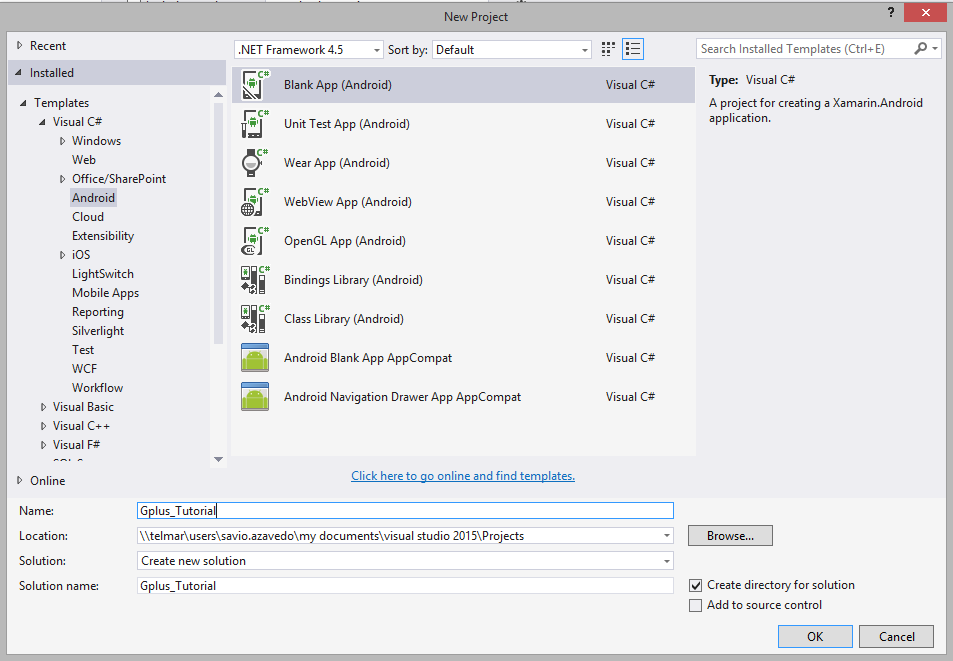 New Project
?
Recent
Installed
Templates
Visual C#
Windows
Web
Office/SharePoint
Android
Cloud
Extensibility
iOS
LightSwitch
Mobile Apps
Reporting
Silverlight
Test
WCF
Workflow
Visual Basic
Visual C++
Visual F#
Online
.NET Framework 4.5 Sort by: Default
Blank App (Android) Visual C#
Unit Test App (Android) Visual C#
Wear App (Android) Visual C#
WebView App (Android) Visual C#
OpenGL App (Android) Visual C#
Bindings Library (Android) Visual C#
Class Library (Android) Visual C#
Android Blank App AppCompat Visual C#
Android Navigation Drawer App AppCompat Visual C#
Click here to go online and find templates.
Search Installed Templates (Ctrl+E)
Type: Visual C#
A project for creating a Xamarin.Android
application.
Name: Gplus_Tutorial
Location: \\telmar\users\savio.azavedo\my documents\visual studio 2015\Projects Browse...
Solution: Create new solution
Solution name: Gplus_Tutorial
Create directory for solution
Add to source control
OK Cancel